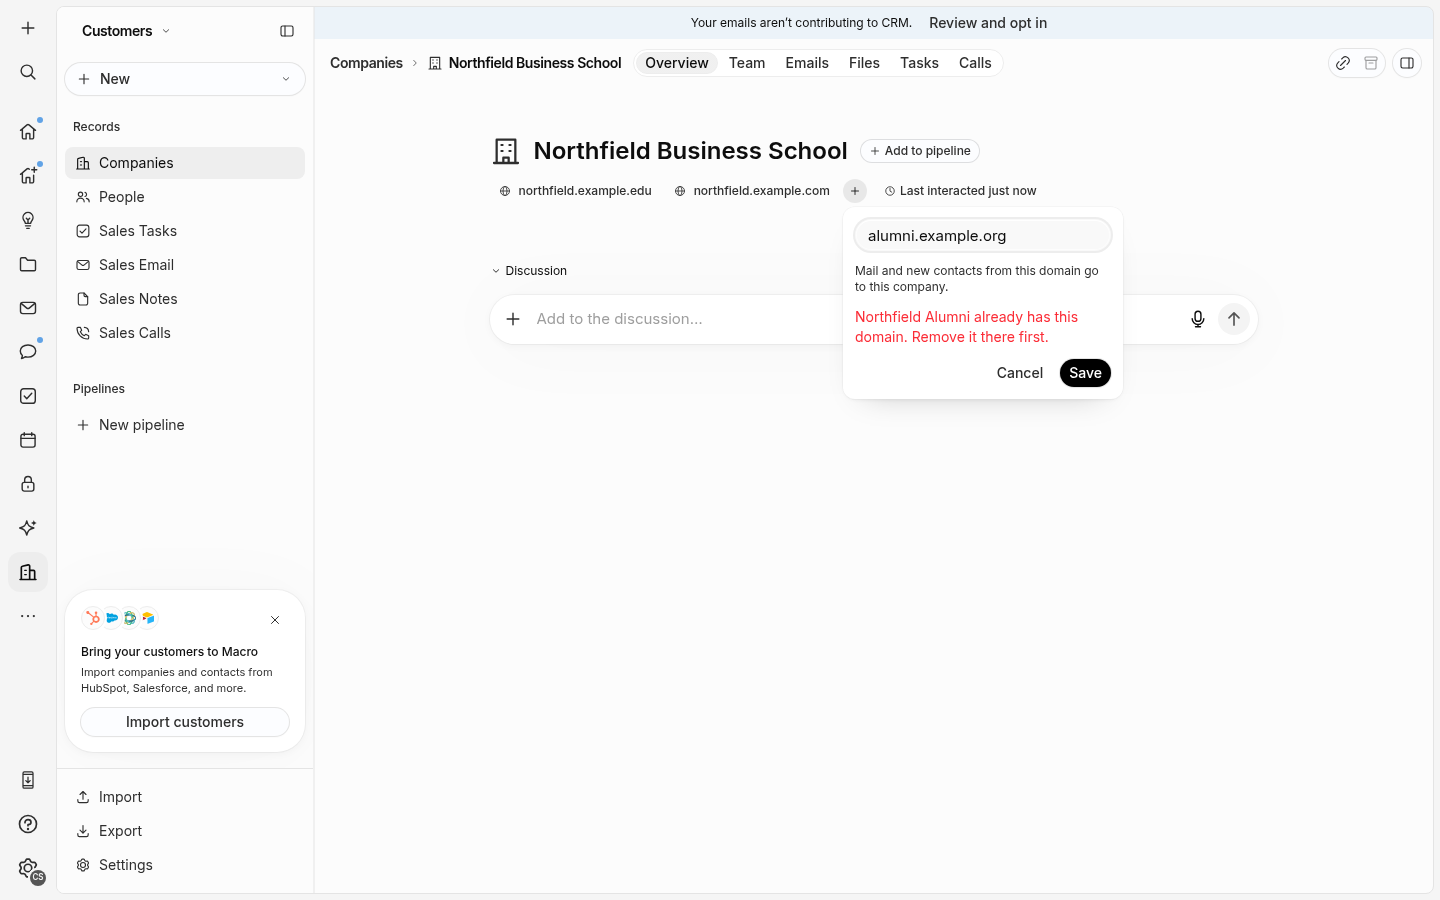 Customers
New
Records
Companies
People
Sales Tasks
Sales Email
Sales Notes
Sales Calls
Pipelines
New pipeline
Bring your customers to Macro
Import companies and contacts from
HubSpot, Salesforce, and more.
Import customers
Import
Export
Settings
CS
Your emails aren’t contributing to CRM. Review and opt in
Companies › Northfield Business School
Overview Team Emails Files Tasks Calls
Northfield Business School
Add to pipeline
northfield.example.edu northfield.example.com Last interacted just now
alumni.example.org
Mail and new contacts from this domain go
to this company.
Northfield Alumni already has this
domain. Remove it there first.
Cancel Save
Discussion
Add to the discussion...